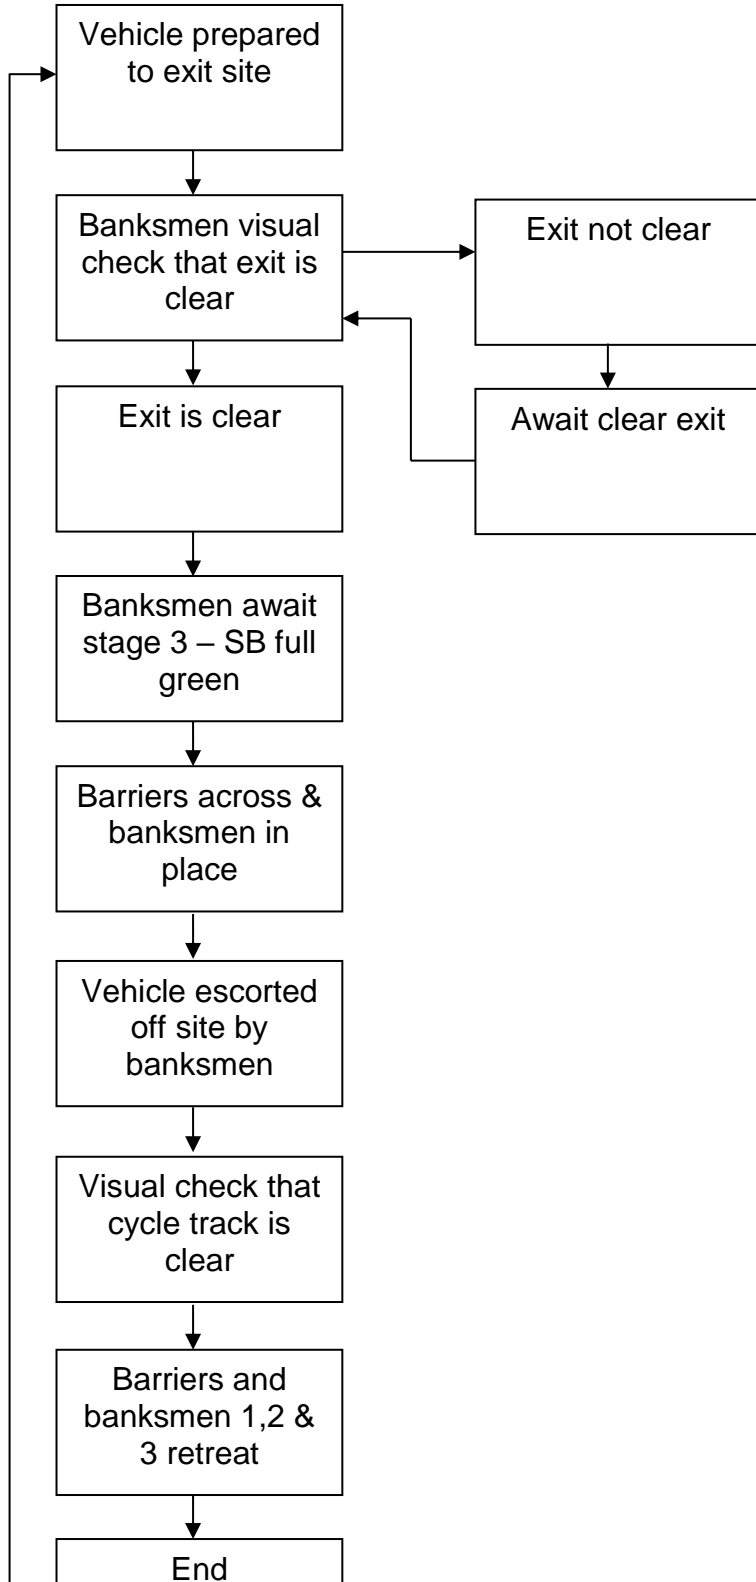 Vehicle prepared
to exit site
Banksmen visual
check that exit is
clear
Exit not clear
Await clear exit
Exit is clear
Banksmen await
stage 3 – SB full
green
Barriers across &
banksmen in
place
Vehicle escorted
off site by
banksmen
Visual check that
cycle track is
clear
Barriers and
banksmen 1,2 &
3 retreat
End